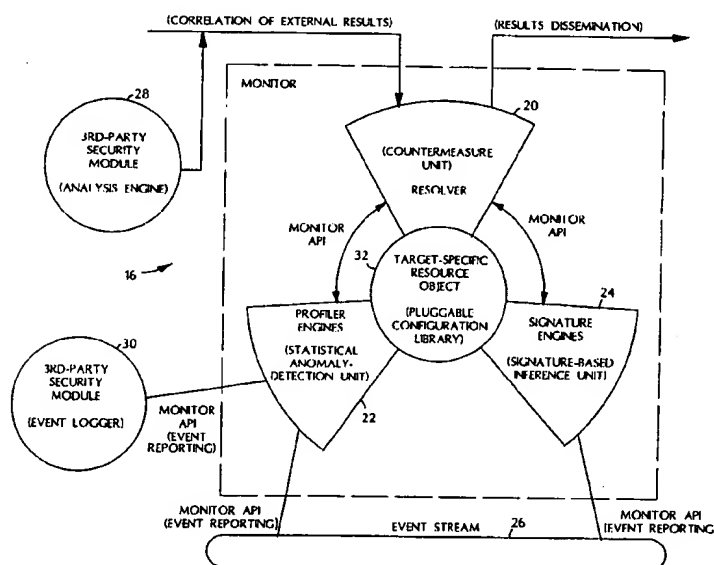 (CORRELATION OF EXTERNAL RESULTS)
(RESULTS DISSEMINATION)
MONITOR
28
3RD-PARTY
SECURITY
MODULE
(ANALYSIS ENGINE)
20
(COUNTERMEASURE
UNIT)
RESOLVER
MONITOR
API
MONITOR
API
16
32
TARGET-SPECIFIC
RESOURCE
OBJECT
(PLUGGABLE
CONFIGURATION
LIBRARY)
24
PROFILER
ENGINES
(STATISTICAL
ANOMALY-
DETECTION UNIT)
22
SIGNATURE
ENGINES
(SIGNATURE-BASED
INFERENCE UNIT)
30
3RD-PARTY
SECURITY
MODULE
(EVENT LOGGER)
MONITOR
API
(EVENT
REPORTING)
MONITOR API
(EVENT REPORTING)
MONITOR API
(EVENT REPORTING
EVENT STREAM
26